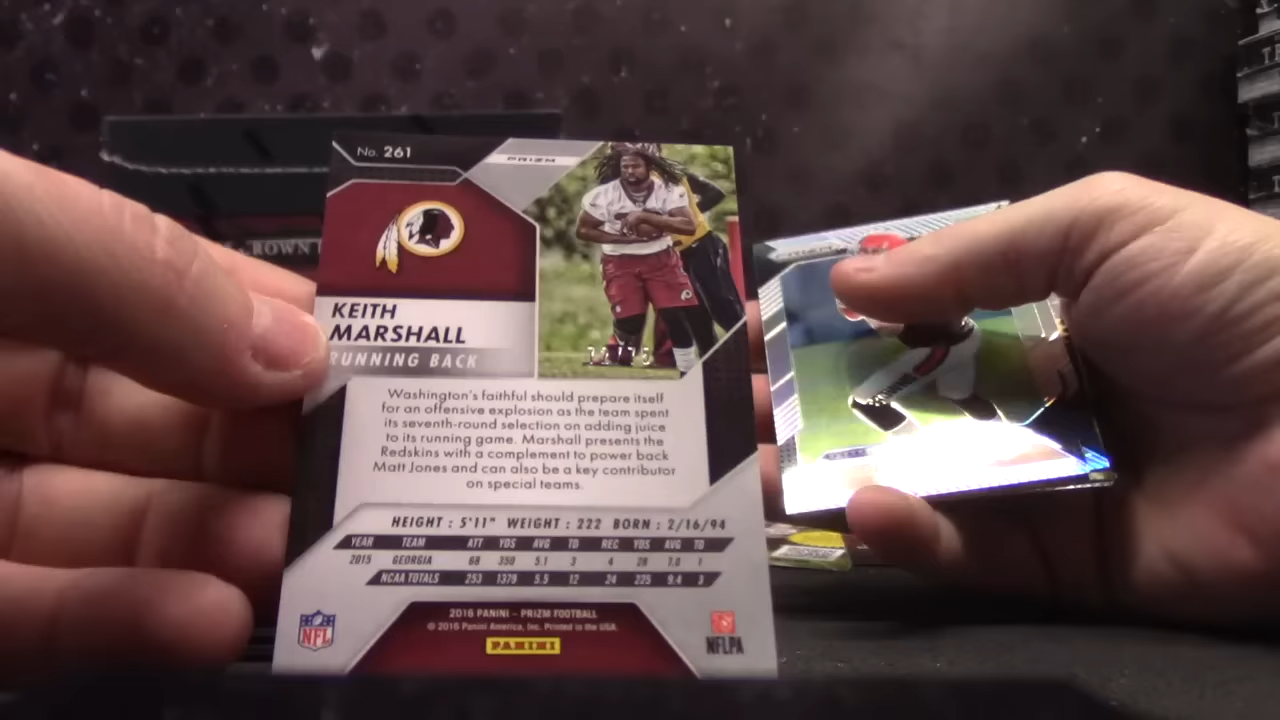 No. 261
PRIZM
KEITH
MARSHALL
RUNNING BACK
Washington's faithful should prepare itself
for an offensive explosion as the team spent
its seventh-round selection on adding juice
to its running game. Marshall presents the
Redskins with a complement to power back
Matt Jones and can also be a key contributor
on special teams.
HEIGHT : 5'11" WEIGHT : 222 BORN : 2/16/94
YEAR TEAM ATT YDS AVG TD REC YDS AVG TD
2015 GEORGIA 68 350 5.1 3 4 28 7.0 1
NCAA TOTALS 253 1379 5.5 12 24 225 9.4 3
2016 PANINI – PRIZM FOOTBALL
© 2016 Panini America, Inc. Printed in the USA.
PANINI
NFL
NFLPA